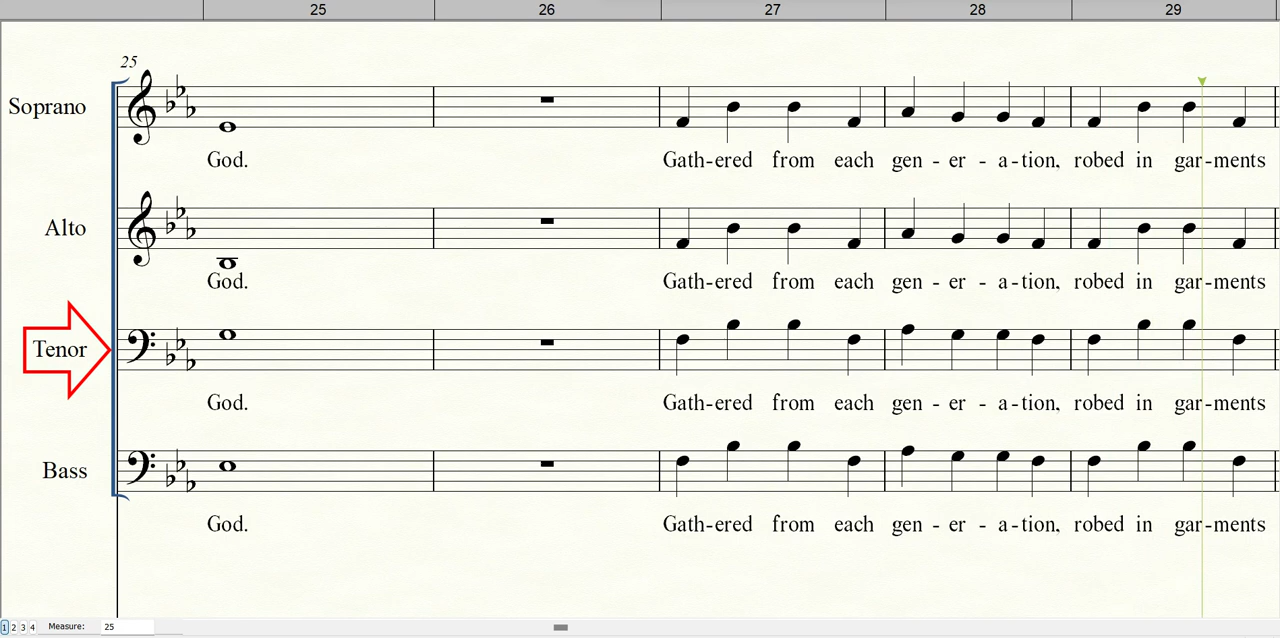 25 26 27 28 29
25
Soprano
God. Gath-ered from each gen - er - a-tion, robed in gar-ments
Alto
God. Gath-ered from each gen - er - a-tion, robed in gar-ments
Tenor
God. Gath-ered from each gen - er - a-tion, robed in gar-ments
Bass
God. Gath-ered from each gen - er - a-tion, robed in gar-ments
1 2 3 4 Measure: 25